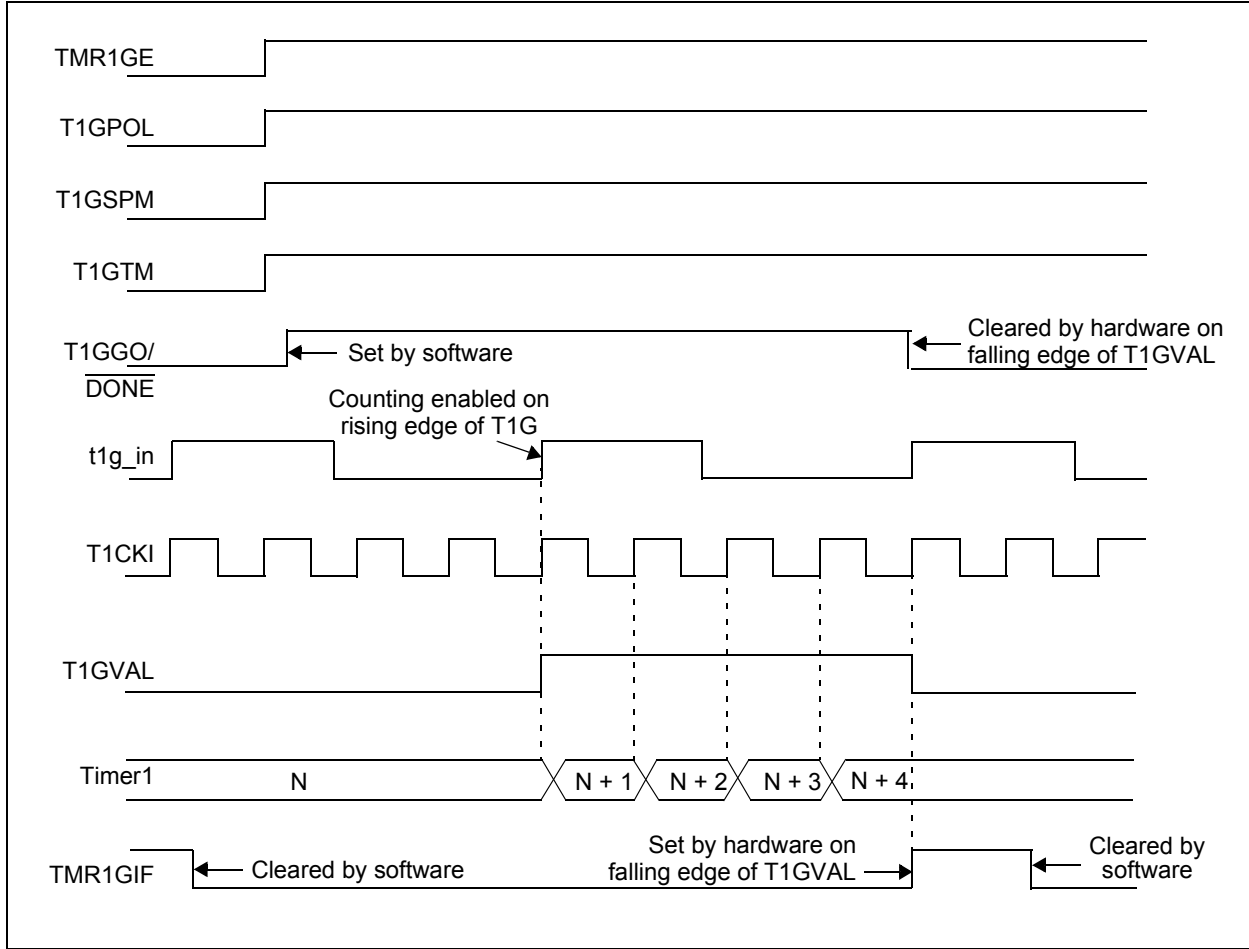 TMR1GE
T1GPOL
T1GSPM
T1GTM
T1GGO/
DONE
Set by software
Cleared by hardware on
falling edge of T1GVAL
Counting enabled on
rising edge of T1G
t1g_in
T1CKI
T1GVAL
Timer1
N
N + 1
N + 2
N + 3
N + 4
TMR1GIF
Cleared by software
Set by hardware on
falling edge of T1GVAL
Cleared by
software